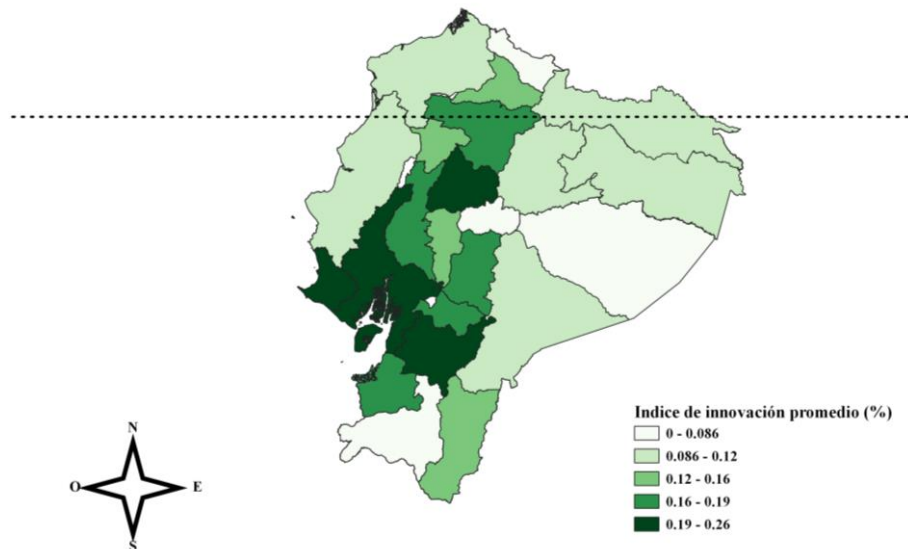 N
O
E
S
Indice de innovación promedio (%)
0 - 0.086
0.086 - 0.12
0.12 - 0.16
0.16 - 0.19
0.19 - 0.26